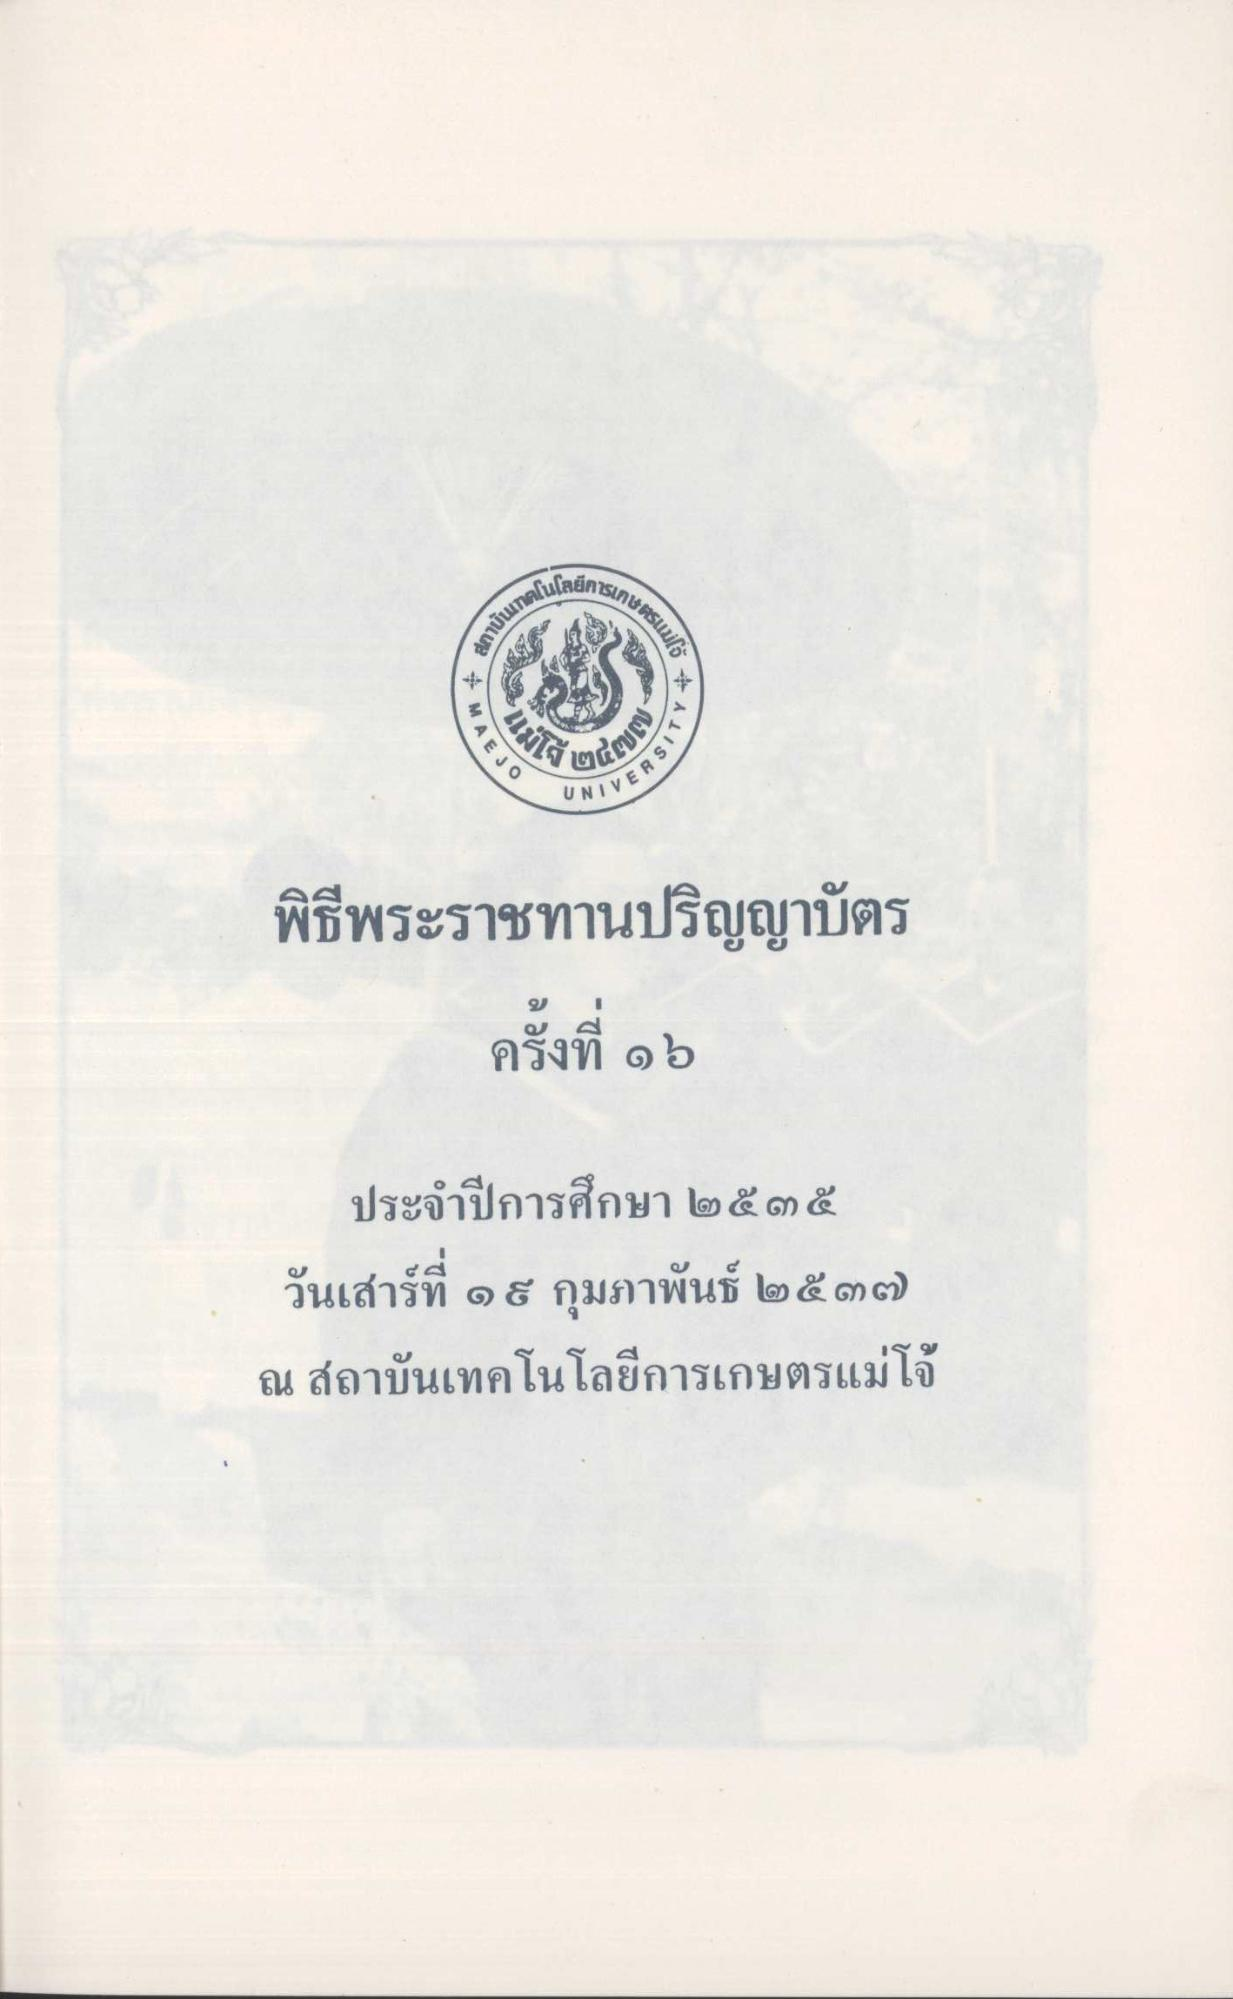 สถาบันเทคโนโลยีการเกษตรแม่โจ้
แม่โจ้ ๒๔๗๗
MAEJO UNIVERSITY
พิธีพระราชทานปริญญาบัตร
ครั้งที่ ๑๖
ประจำปีการศึกษา ๒๕๓๕
วันเสาร์ที่ ๑๙ กุมภาพันธ์ ๒๕๓๗
ณ สถาบันเทคโนโลยีการเกษตรแม่โจ้